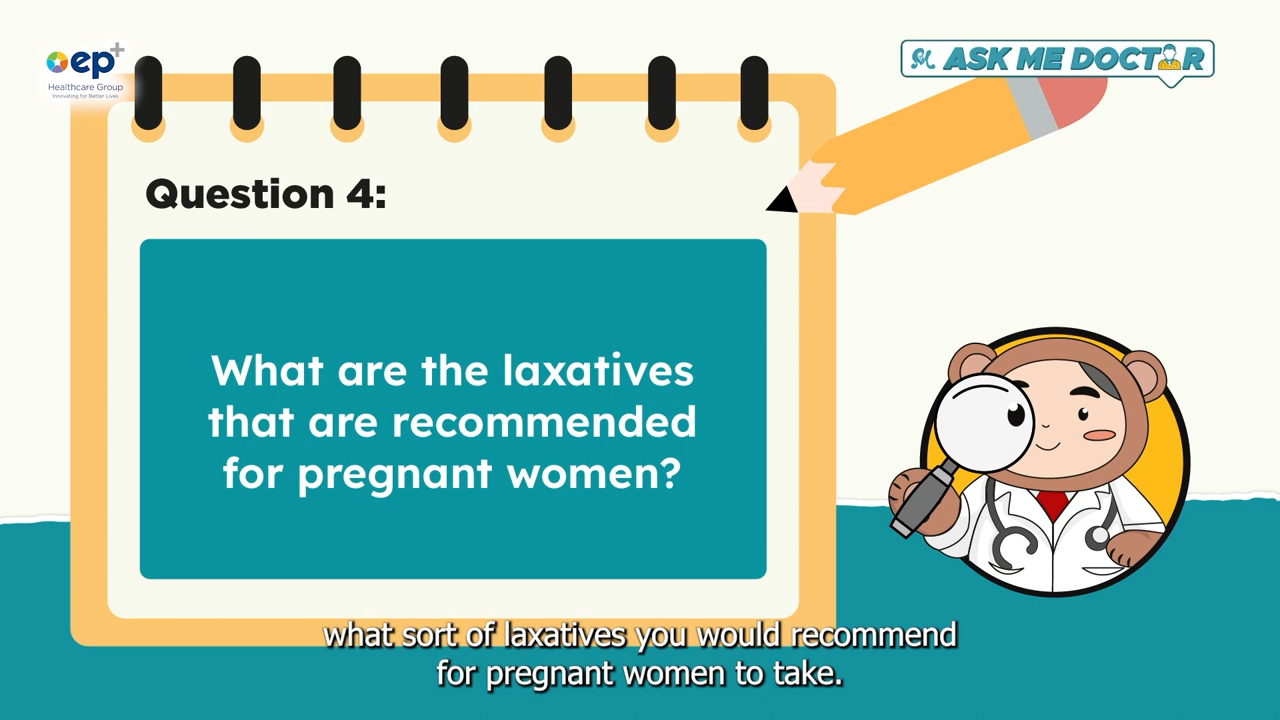 ep+
Healthcare Group
Innovating for Better Lives
ASK ME DOCTOR
Question 4:
What are the laxatives
that are recommended
for pregnant women?
what sort of laxatives you would recommend
for pregnant women to take.